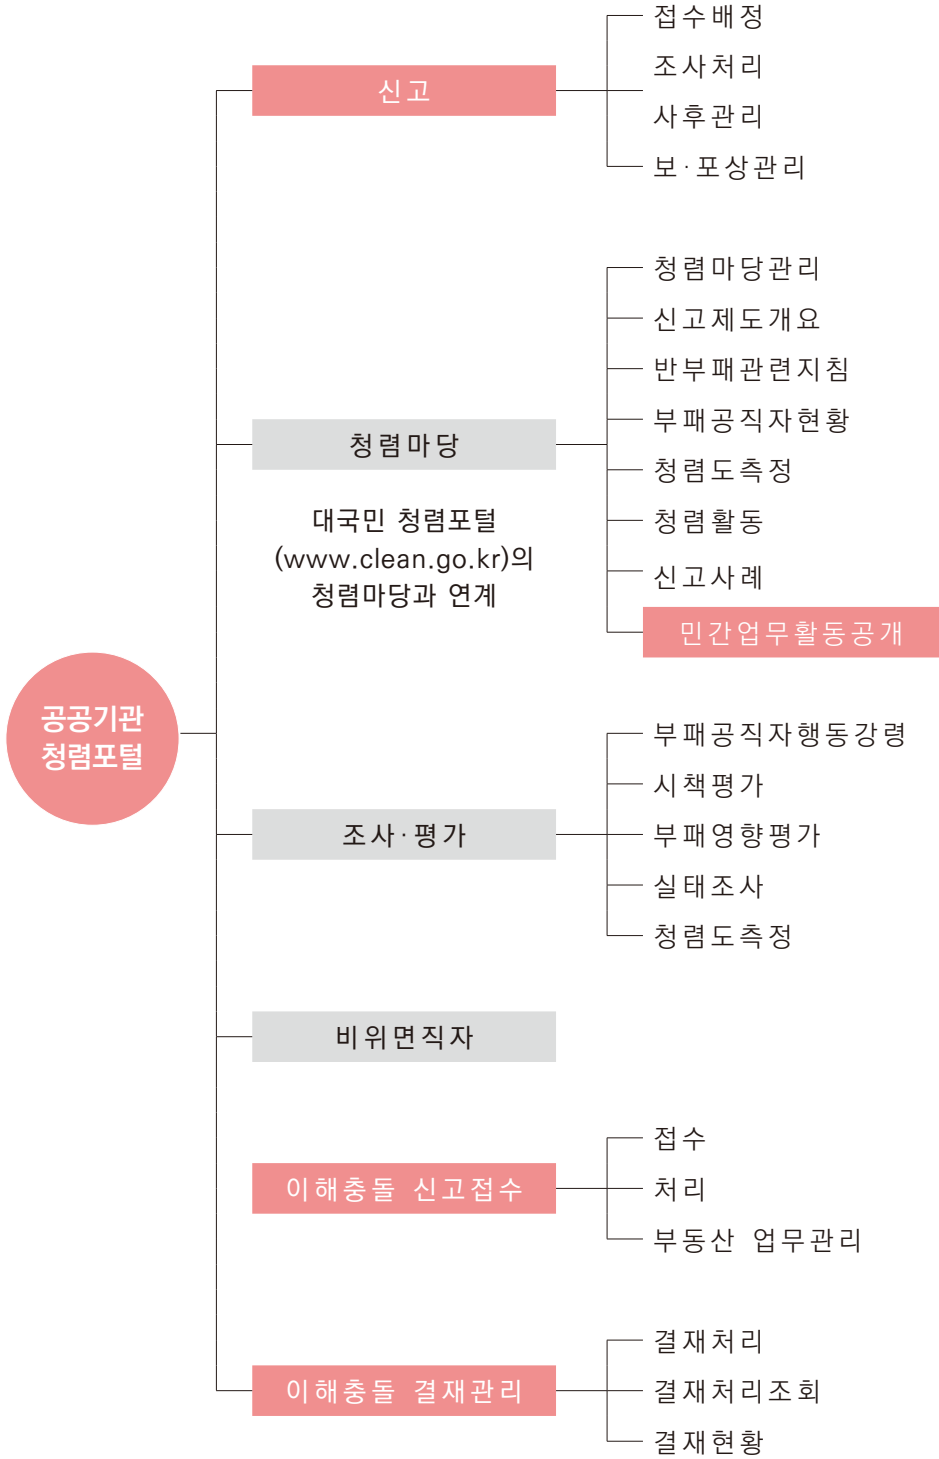 공공기관
청렴포털
신고
접수배정
조사처리
사후관리
보·포상관리
청렴마당
대국민 청렴포털
(www.clean.go.kr)의
청렴마당과 연계
청렴마당관리
신고제도개요
반부패관련지침
부패공직자현황
청렴도측정
청렴활동
신고사례
민간업무활동공개
조사·평가
부패공직자행동강령
시책평가
부패영향평가
실태조사
청렴도측정
비위면직자
이해충돌 신고접수
접수
처리
부동산 업무관리
이해충돌 결재관리
결재처리
결재처리조회
결재현황